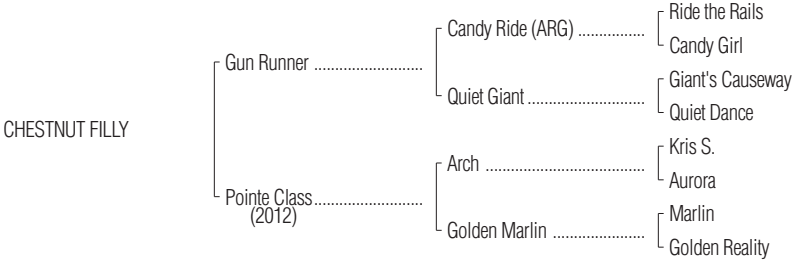 Ride the Rails
Candy Ride (ARG) ................
Candy Girl
Gun Runner ..........................
Giant's Causeway
Quiet Giant ............................
Quiet Dance
CHESTNUT FILLY
Kris S.
Arch ......................................
Aurora
Pointe Class ..........................
(2012)
Marlin
Golden Marlin ......................
Golden Reality